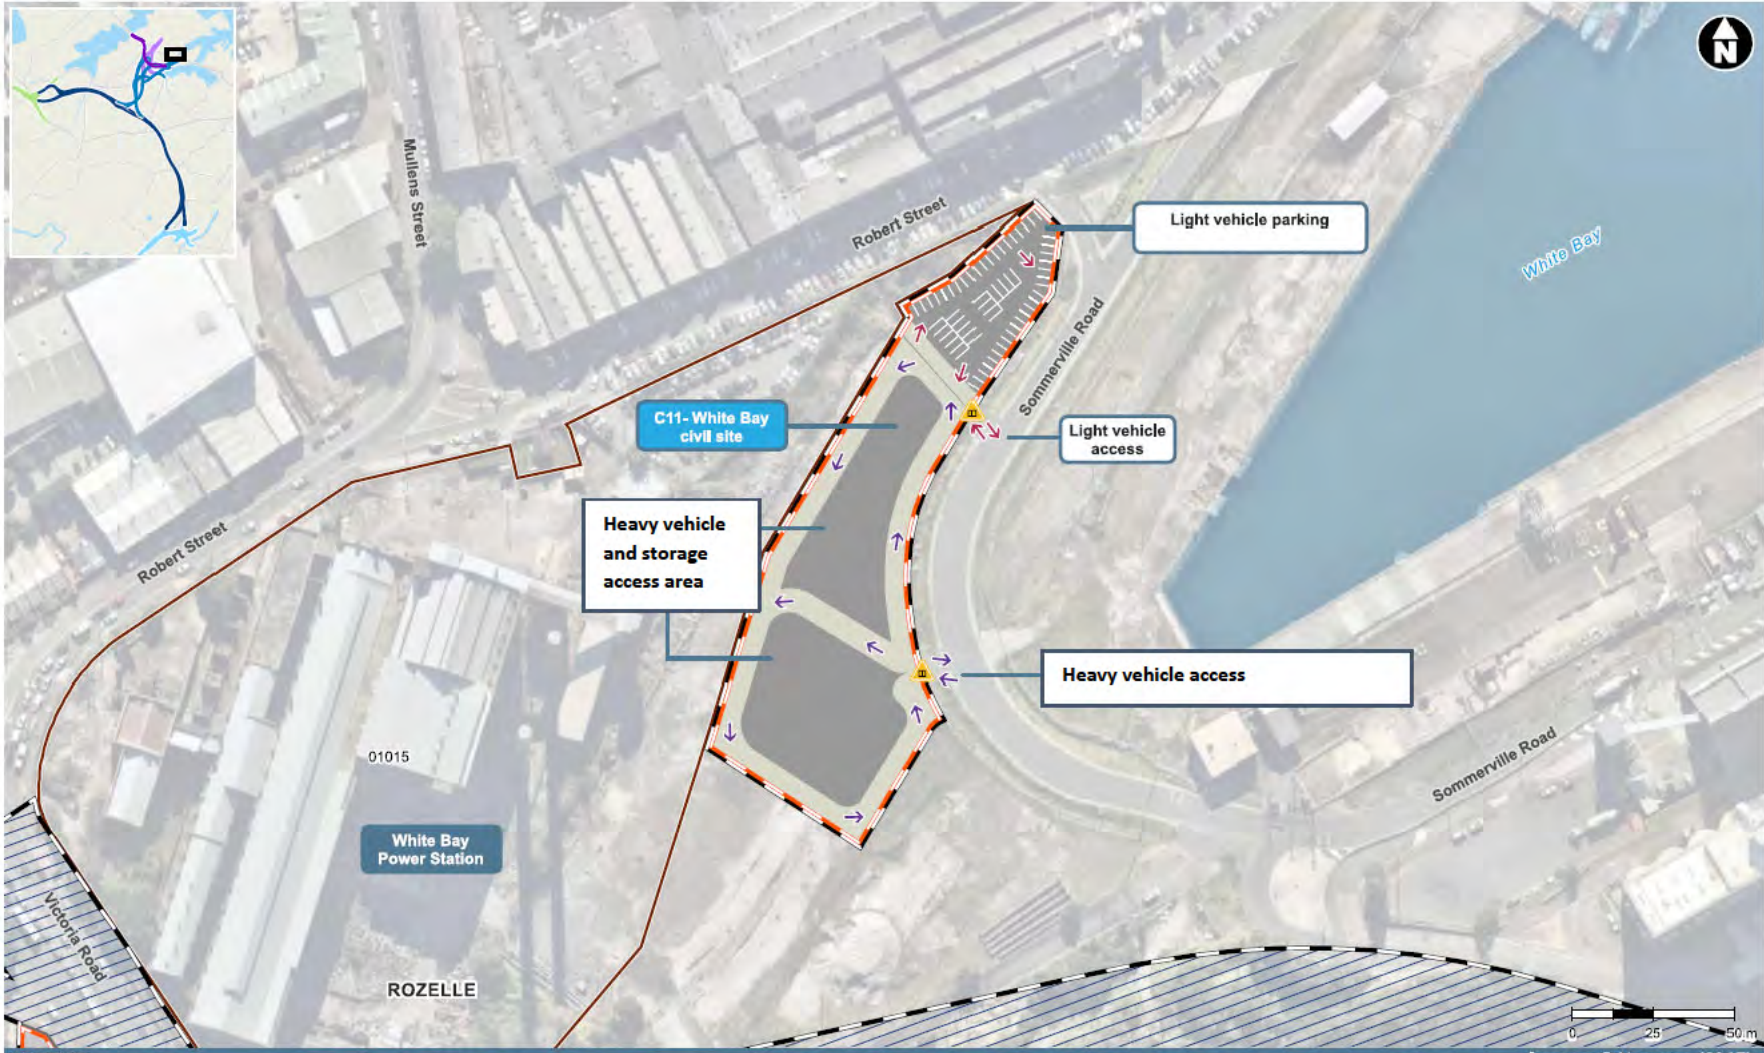 N
Mullens Street
Robert Street
Light vehicle parking
White Bay
Sommerville Road
C11- White Bay
civil site
Light vehicle
access
Heavy vehicle
and storage
access area
Robert Street
Heavy vehicle access
01015
Sommerville Road
White Bay
Power Station
Victoria Road
ROZELLE
0 25 50 m